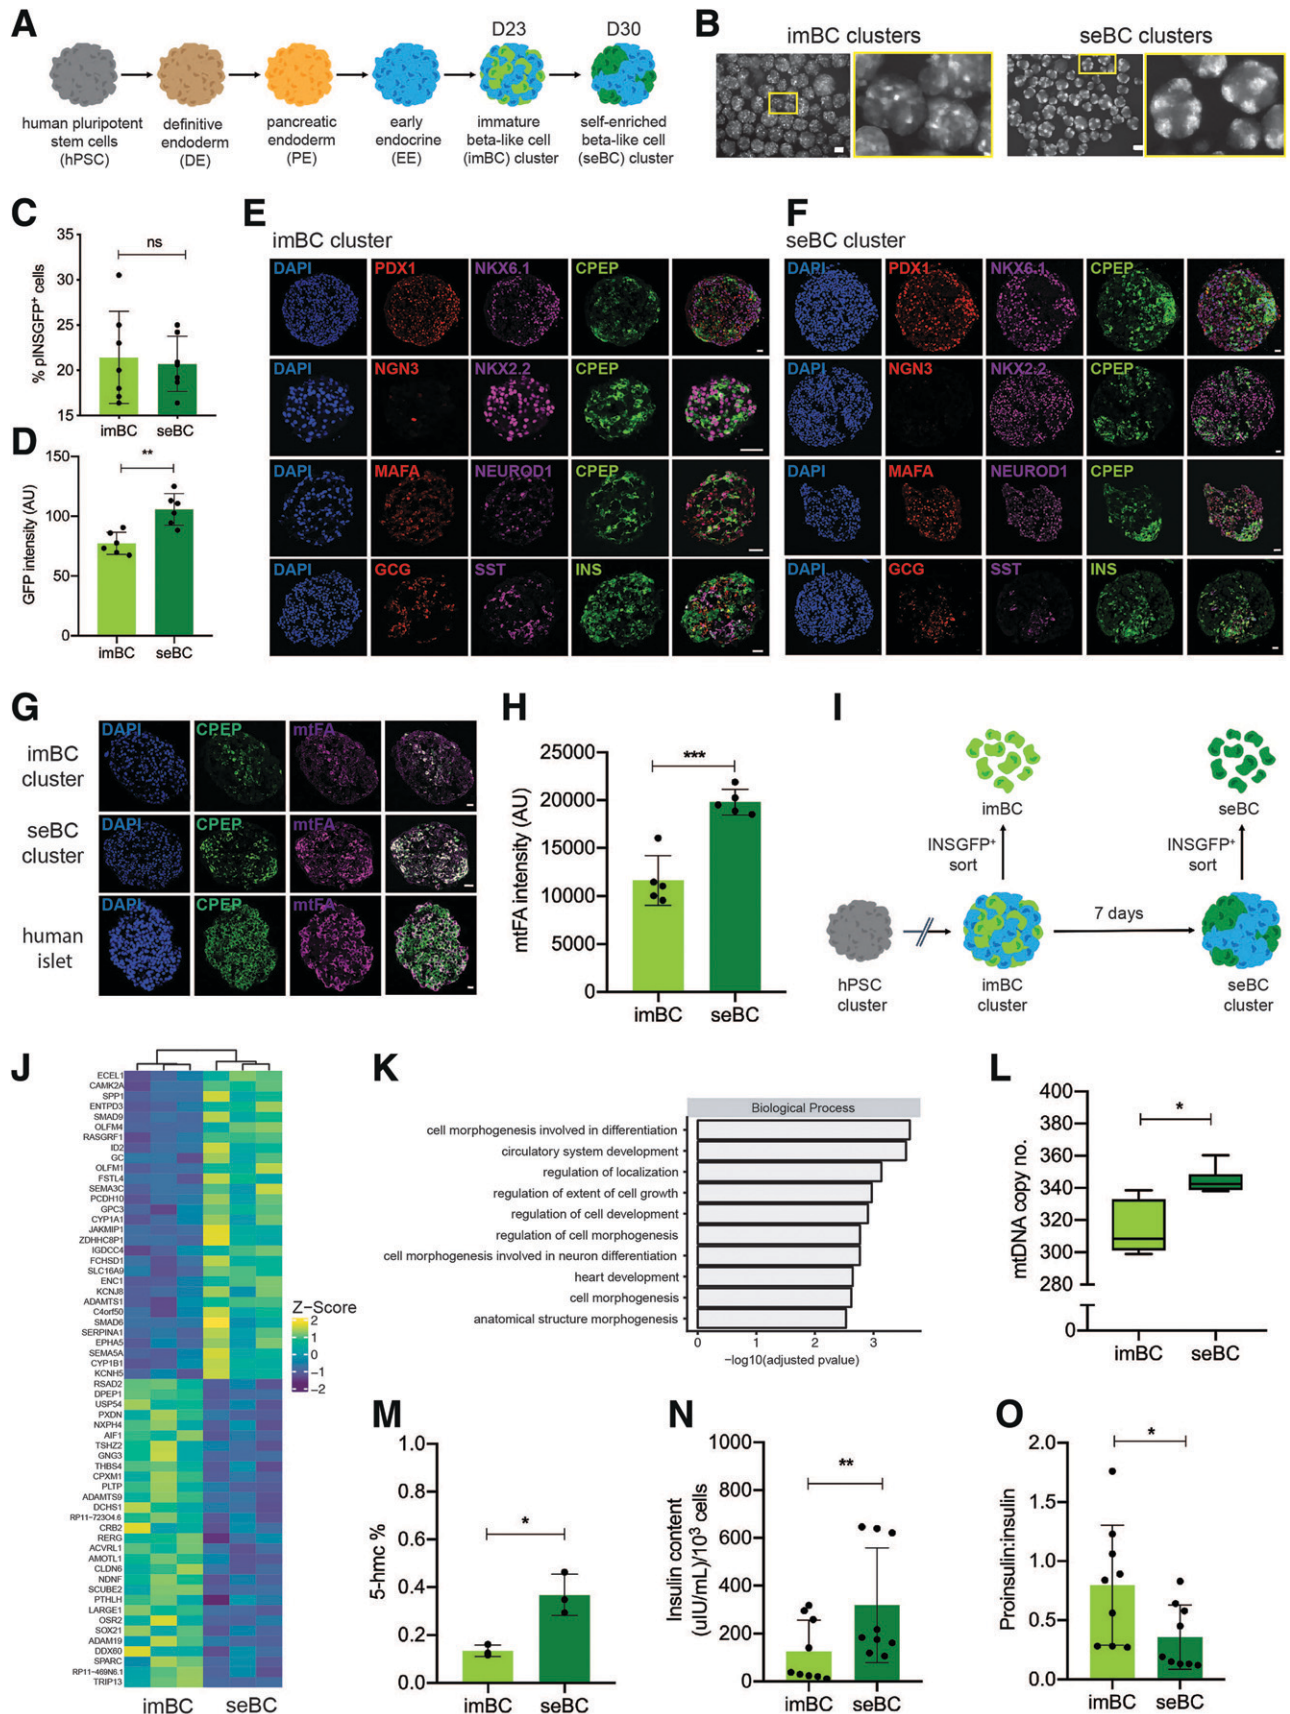 A
D23
D30
human pluripotent
stem cells
(hPSC)
definitive
endoderm
(DE)
pancreatic
endoderm
(PE)
early
endocrine
(EE)
immature
beta-like cell
(imBC) cluster
self-enriched
beta-like cell
(seBC) cluster
B
imBC clusters
seBC clusters
C
% pINSGFP+ cells
35
30
25
20
15
ns
imBC
seBC
D
GFP intensity (AU)
150
100
50
0
**
imBC
seBC
E
imBC cluster
DAPI
PDX1
NKX6.1
CPEP
DAPI
NGN3
NKX2.2
CPEP
DAPI
MAFA
NEUROD1
CPEP
DAPI
GCG
SST
INS
F
seBC cluster
DAPI
PDX1
NKX6.1
CPEP
DAPI
NGN3
NKX2.2
CPEP
DAPI
MAFA
NEUROD1
CPEP
DAPI
GCG
SST
INS
G
imBC
cluster
DAPI
CPEP
mtFA
seBC
cluster
DAPI
CPEP
mtFA
human
islet
DAPI
CPEP
mtFA
H
mtFA intensity (AU)
25000
20000
15000
10000
5000
0
***
imBC
seBC
I
imBC
seBC
INSGFP+
sort
INSGFP+
sort
7 days
hPSC
cluster
imBC
cluster
seBC
cluster
J
ECEL1
CAMK2A
SPP1
ENTPD3
SMAD9
OLFM4
RASGRF1
ID2
GC
OLFM1
FSTL4
SEMA3C
PCDH10
GPC3
CYP1A1
JAKMIP1
ZDHHC8P1
IGDCC4
FCHSD1
SLC16A9
ENC1
KCNJ8
ADAMTS1
C4orf50
SMAD6
SERPINA1
EPHA5
SEMA5A
CYP1B1
KCNH5
RSAD2
DPEP1
USP54
PXDN
NXPH4
AIF1
TSHZ2
GNG3
THBS4
CPXM1
PLTP
ADAMTS9
DCHS1
RP11-723O4.6
CRB2
RERG
ACVRL1
AMOTL1
CLDN6
NDNF
SCUBE2
PTHLH
LARGE1
OSR2
SOX21
ADAM19
DDX60
SPARC
RP11-469N6.1
TRIP13
imBC
seBC
Z-Score
2
1
0
-1
-2
K
Biological Process
cell morphogenesis involved in differentiation
circulatory system development
regulation of localization
regulation of extent of cell growth
regulation of cell development
regulation of cell morphogenesis
cell morphogenesis involved in neuron differentiation
heart development
cell morphogenesis
anatomical structure morphogenesis
0 1 2 3
-log10(adjusted pvalue)
L
mtDNA copy no.
400
380
360
340
320
300
280
0
*
imBC
seBC
M
5-hmc %
1.0
0.8
0.6
0.4
0.2
0
*
imBC
seBC
N
Insulin content
(uIU/mL)/10³ cells
1000
800
600
400
200
0
**
imBC
seBC
O
Proinsulin:insulin
2.0
1.5
1.0
0.5
0.0
*
imBC
seBC